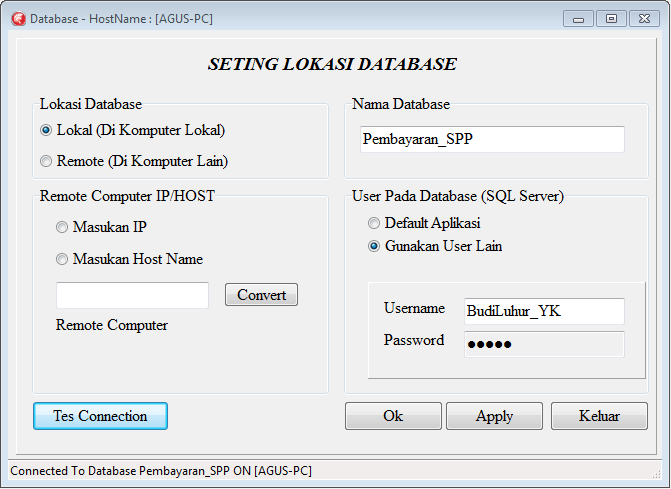 Database - HostName : [AGUS-PC]
SETING LOKASI DATABASE
Lokasi Database
Lokal (Di Komputer Lokal)
Remote (Di Komputer Lain)
Nama Database
Pembayaran_SPP
Remote Computer IP/HOST
Masukan IP
Masukan Host Name
Convert
Remote Computer
User Pada Database (SQL Server)
Default Aplikasi
Gunakan User Lain
Username BudiLuhur_YK
Password ●●●●●
Tes Connection Ok Apply Keluar
Connected To Database Pembayaran_SPP ON [AGUS-PC]